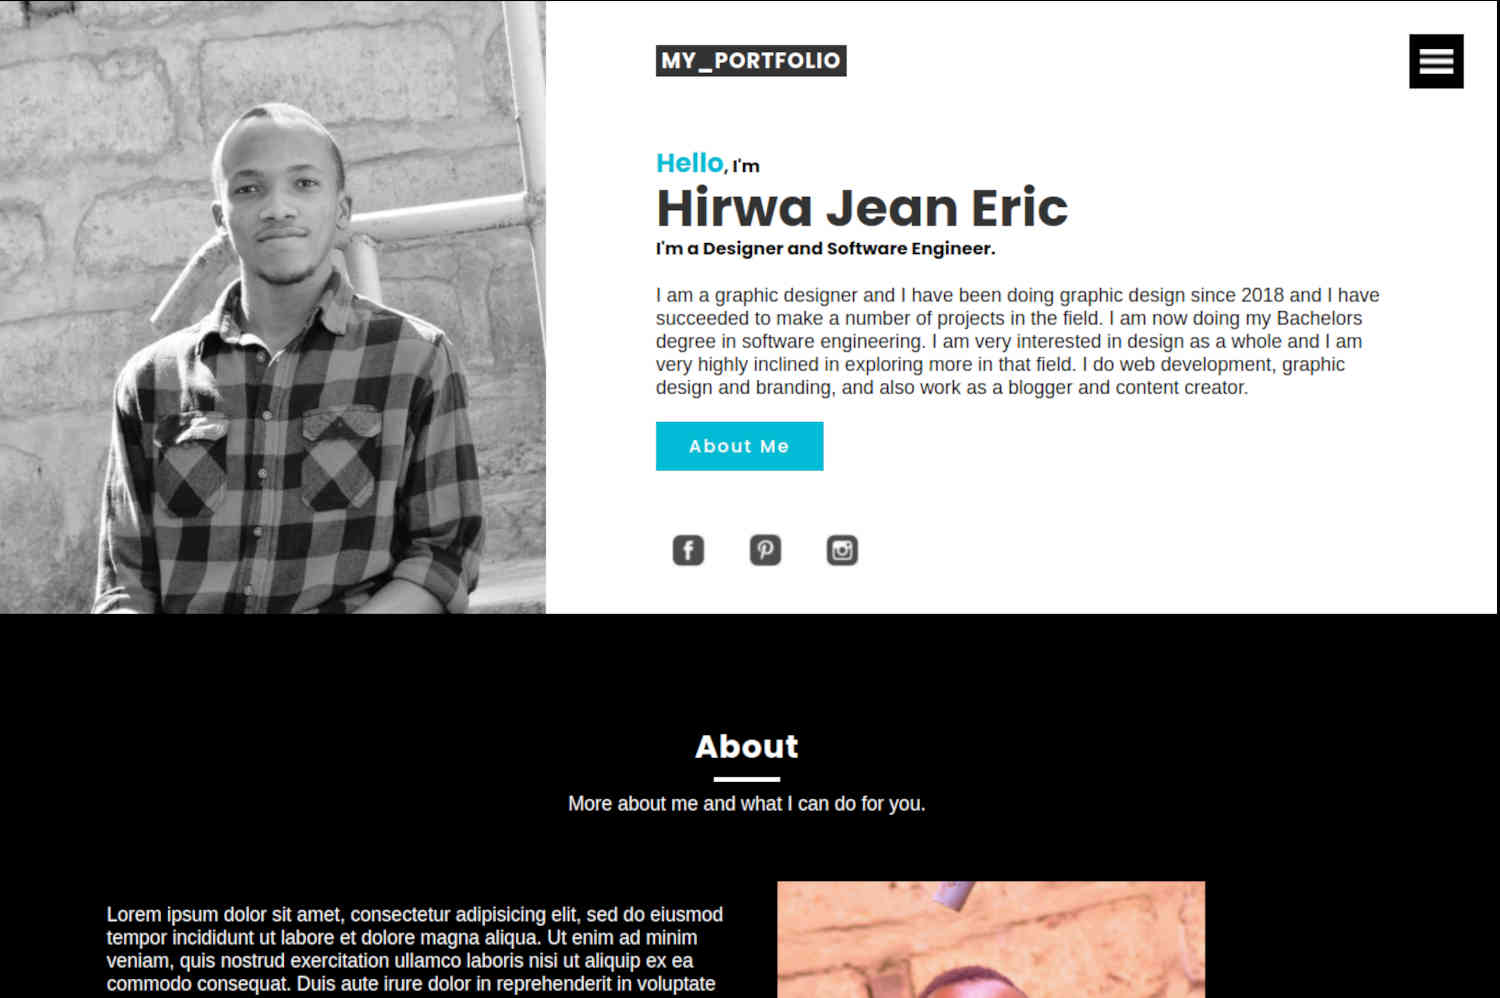 MY_PORTFOLIO
Hello, I'm
Hirwa Jean Eric
I'm a Designer and Software Engineer.
I am a graphic designer and I have been doing graphic design since 2018 and I have
succeeded to make a number of projects in the field. I am now doing my Bachelors
degree in software engineering. I am very interested in design as a whole and I am
very highly inclined in exploring more in that field. I do web development, graphic
design and branding, and also work as a blogger and content creator.
About Me
About
More about me and what I can do for you.
Lorem ipsum dolor sit amet, consectetur adipisicing elit, sed do eiusmod
tempor incididunt ut labore et dolore magna aliqua. Ut enim ad minim
veniam, quis nostrud exercitation ullamco laboris nisi ut aliquip ex ea
commodo consequat. Duis aute irure dolor in reprehenderit in voluptate